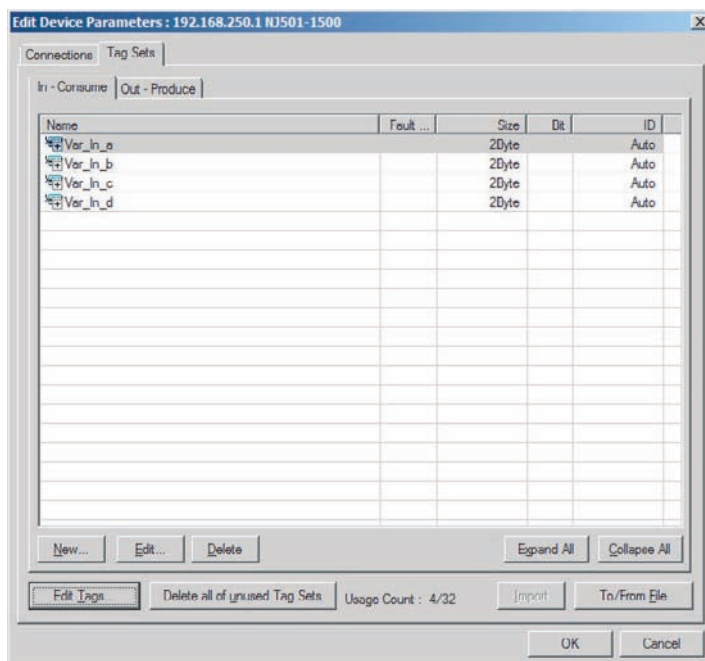 Edit Device Parameters : 192.168.250.1 NJ501-1500
Connections Tag Sets
In - Consume Out - Produce
Name Fault ... Size Bit ID
Var_In_a 2Byte Auto
Var_In_b 2Byte Auto
Var_In_c 2Byte Auto
Var_In_d 2Byte Auto
New... Edit... Delete Expand All Collapse All
Edit Tags... Delete all of unused Tag Sets Usage Count : 4/32 Import To/From File
OK Cancel